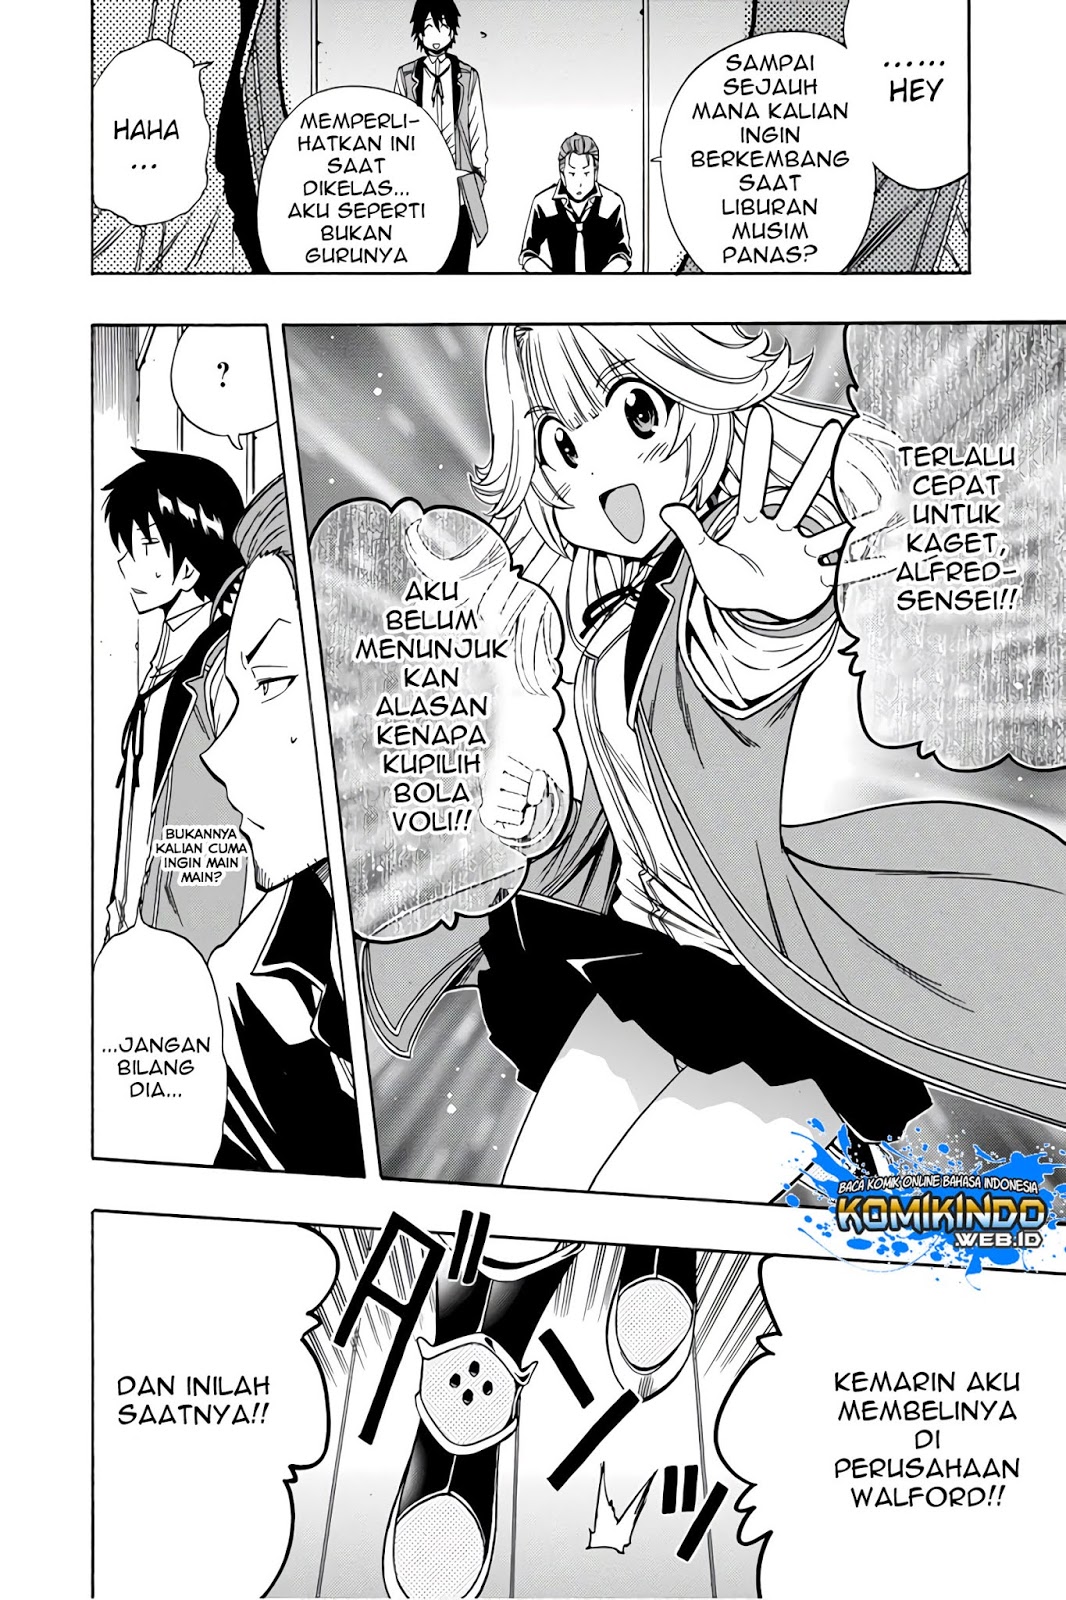 ......
HEY
SAMPAI
SEJAUH
MANA KALIAN
INGIN
BERKEMBANG
SAAT
LIBURAN
MUSIM
PANAS?
MEMPERLI-
HATKAN INI
SAAT
DIKELAS...
AKU SEPERTI
BUKAN
GURUNYA
HAHA
...
TERLALU
CEPAT
UNTUK
KAGET,
ALFRED-
SENSEI!!
AKU
BELUM
MENUNJUK
KAN
ALASAN
KENAPA
KUPILIH
BOLA
VOLI!!
?
BUKANNYA
KALIAN CUMA
INGIN MAIN
MAIN?
...JANGAN
BILANG
DIA...
BACA KOMIK ONLINE BAHASA INDONESIA
KOMIKINDO
.WEB.ID
KEMARIN AKU
MEMBELINYA
DI
PERUSAHAAN
WALFORD!!
ダンッ
DAN INILAH
SAATNYA!!